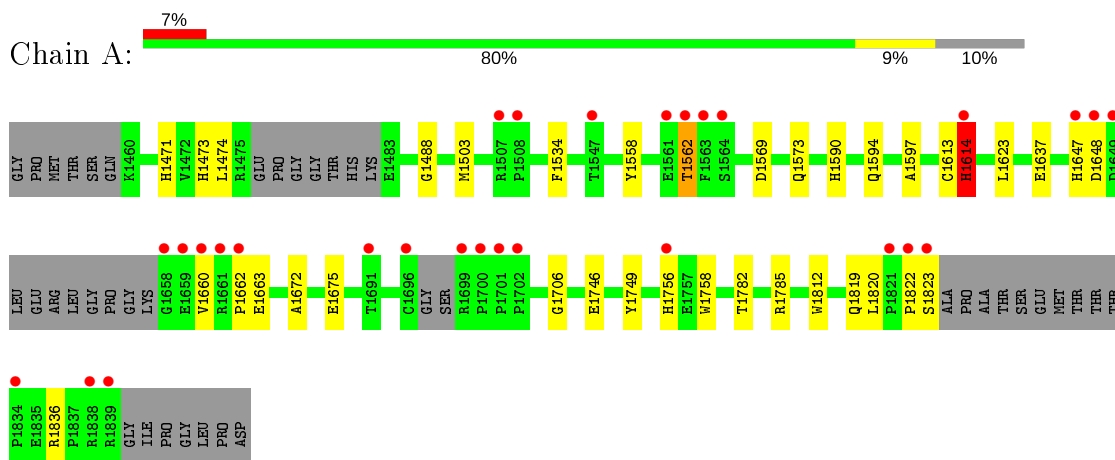 7%
Chain A:
80%
9%
10%
GLY PRO MET THR SER GLN K1460 H1471 V1472 H1473 L1474 R1475 GLU PRO GLY GLY THR HIS LYS E1483 G1488 M1503 R1507 P1508 F1534 T1547 Y1558 E1561 T1562 F1563 S1564 D1569 Q1573 H1590 Q1594 A1597 C1613 H1614 L1623 E1637 H1647 D1648 D1649
LEU GLU ARG LEU GLY PRO GLY LYS G1658 E1659 V1660 R1661 P1662 E1663 A1672 E1675 T1691 C1696 GLY SER R1699 P1700 P1701 P1702 G1706 E1746 Y1749 H1756 E1757 W1758 T1782 R1785 W1812 Q1819 L1820 P1821 P1822 S1823 ALA PRO ALA THR SER GLU MET THR THR THR
P1834 E1835 R1836 P1837 R1838 R1839 GLY ILE PRO GLY LEU PRO ASP